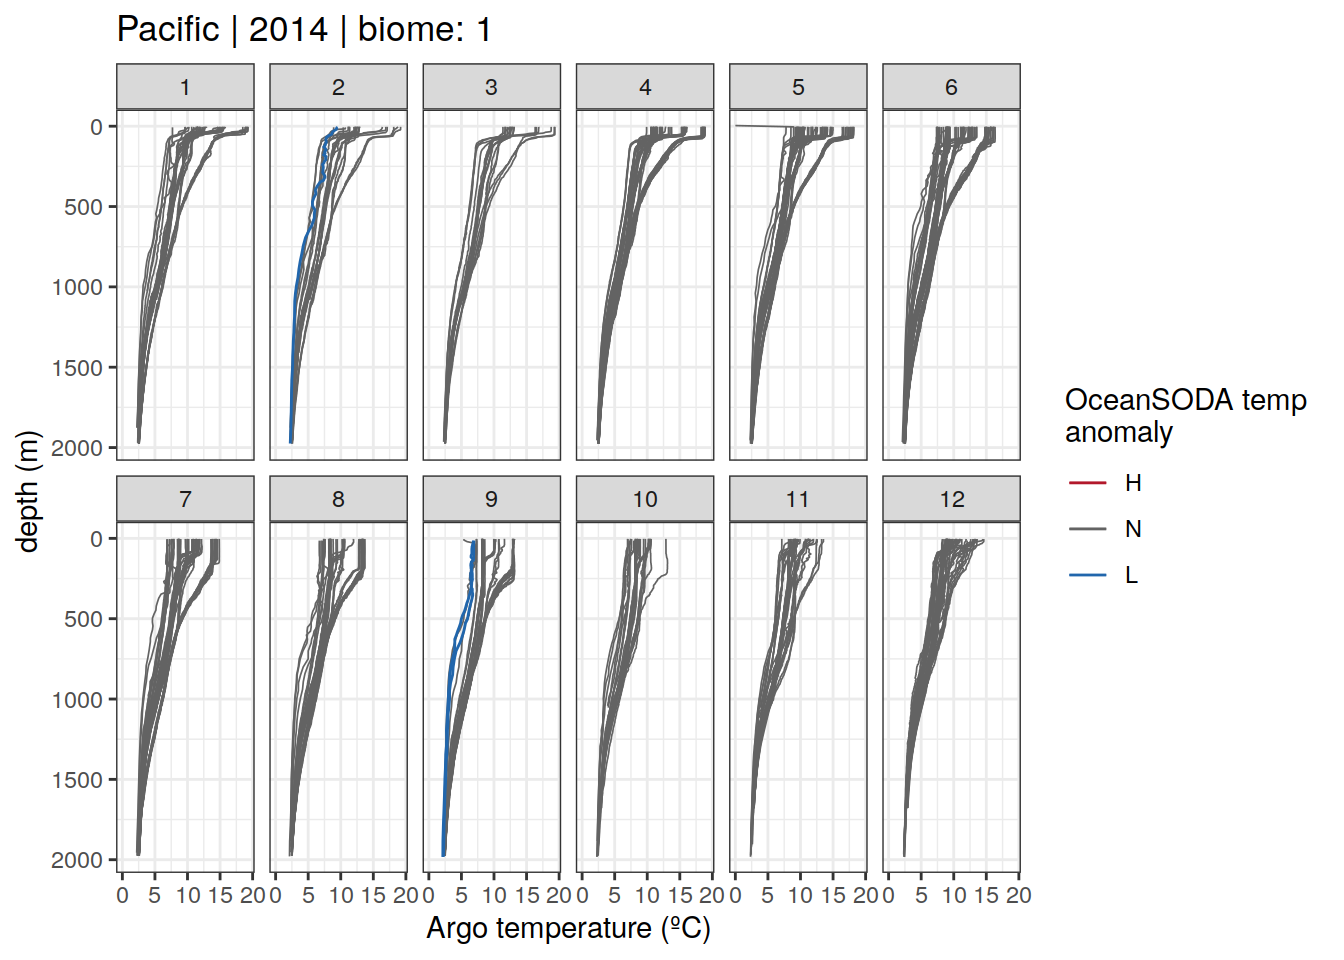 Pacific | 2014 | biome: 1
1 2 3 4 5 6
0
500
1000
1500
2000
7 8 9 10 11 12
0
500
1000
1500
2000
0 5 10 15 20 0 5 10 15 20 0 5 10 15 20 0 5 10 15 20 0 5 10 15 20 0 5 10 15 20
Argo temperature (ºC)
depth (m)
OceanSODA temp
anomaly
H
N
L